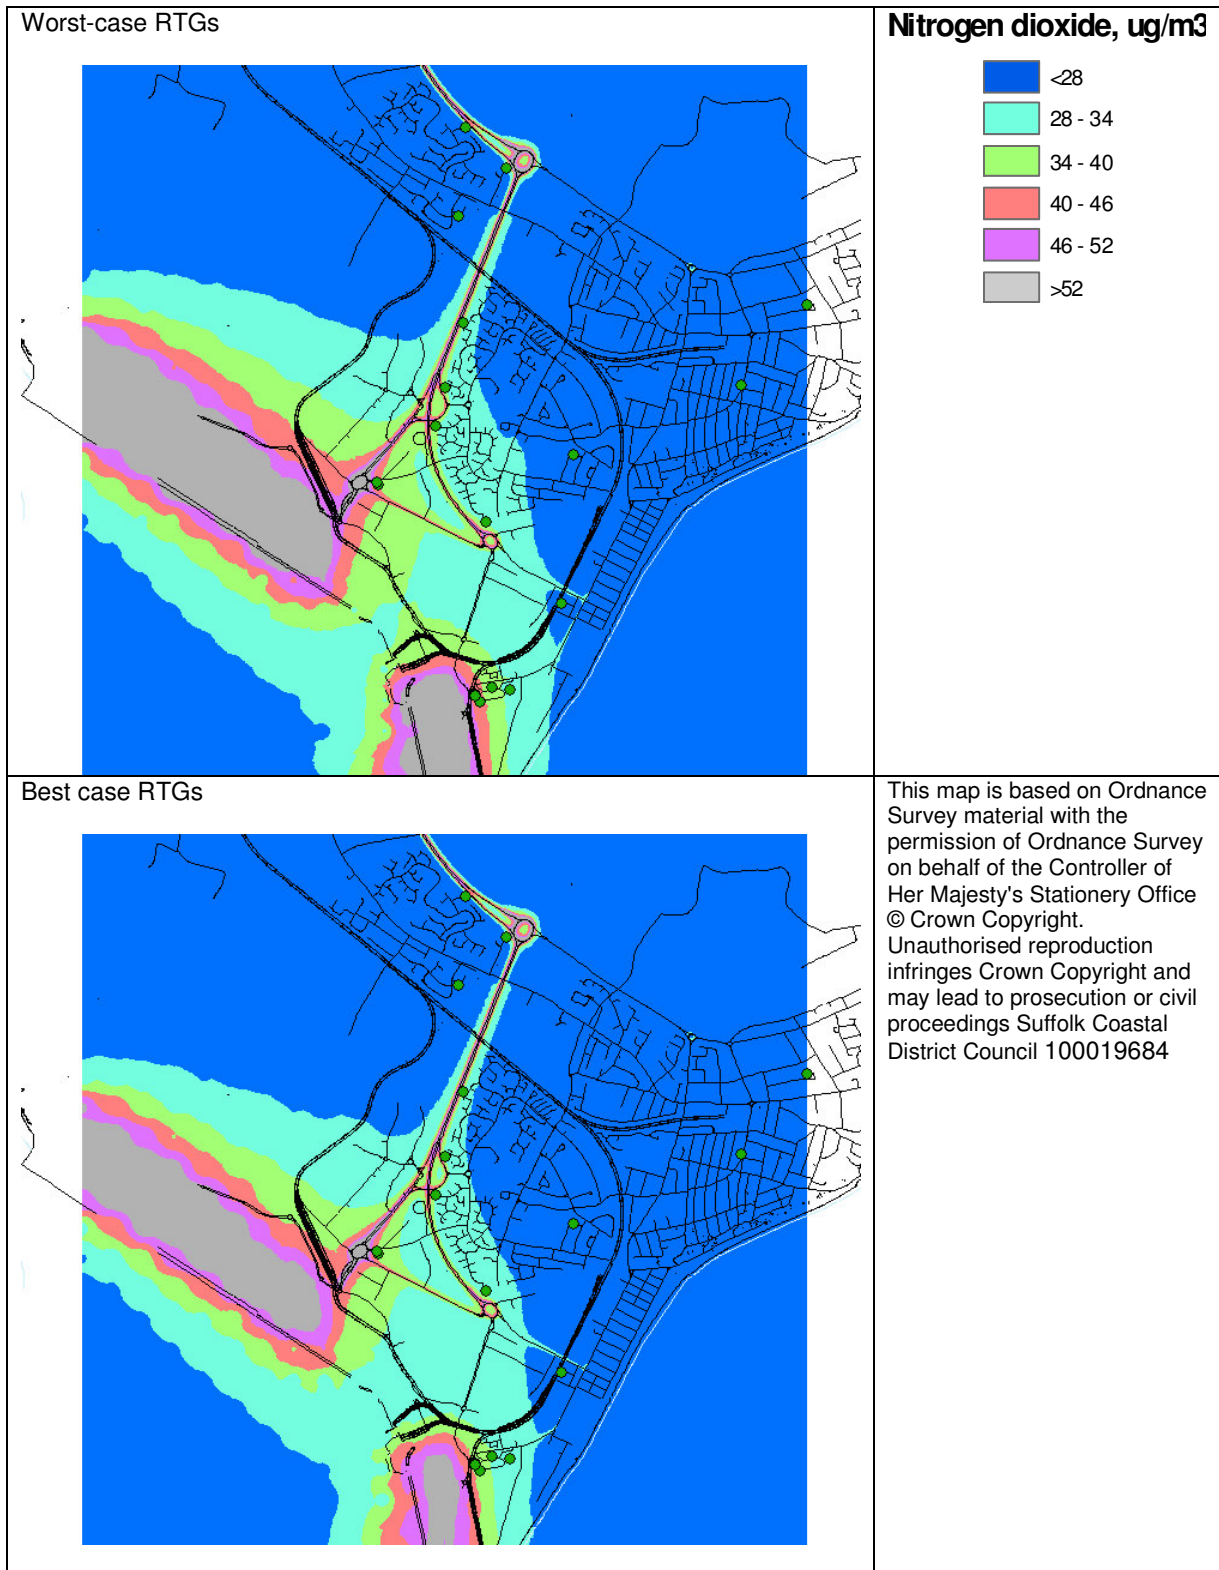 Worst-case RTGs
Nitrogen dioxide, ug/m3
<28
28 - 34
34 - 40
40 - 46
46 - 52
>52
Best case RTGs
This map is based on Ordnance
Survey material with the
permission of Ordnance Survey
on behalf of the Controller of
Her Majesty's Stationery Office
© Crown Copyright.
Unauthorised reproduction
infringes Crown Copyright and
may lead to prosecution or civil
proceedings Suffolk Coastal
District Council 100019684